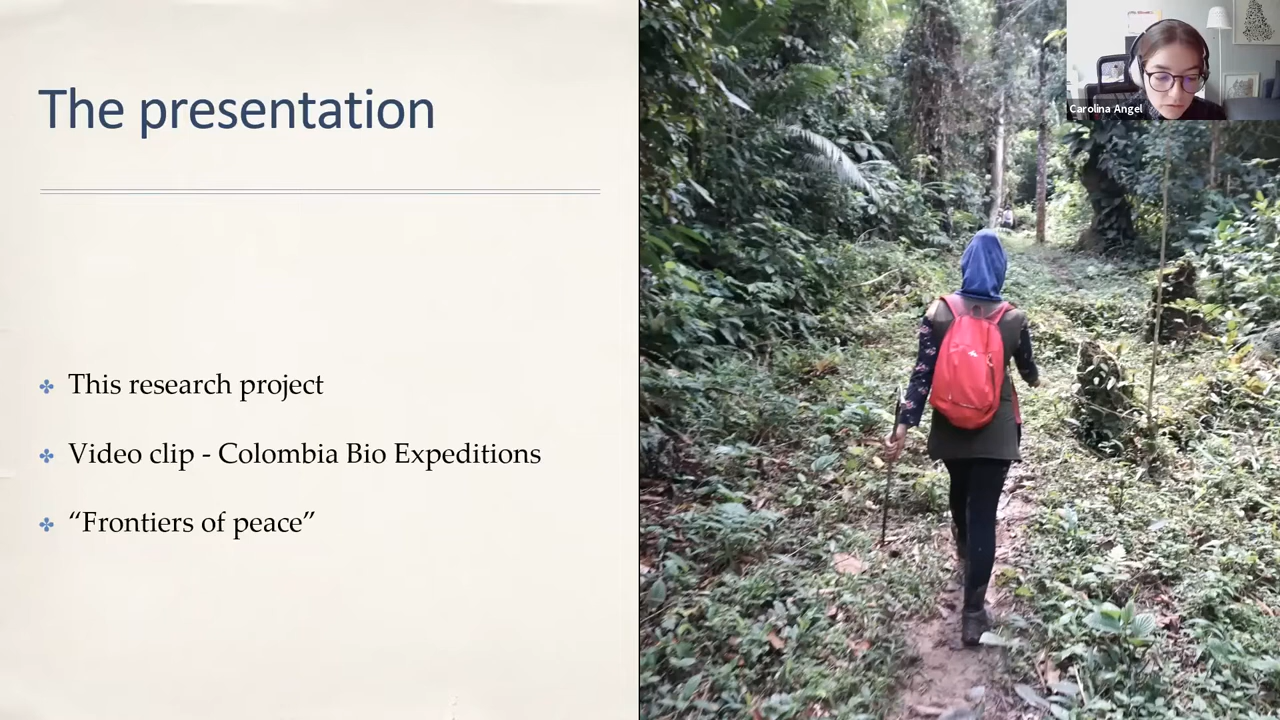 The presentation
This research project
Video clip - Colombia Bio Expeditions
“Frontiers of peace”
Carolina Angel